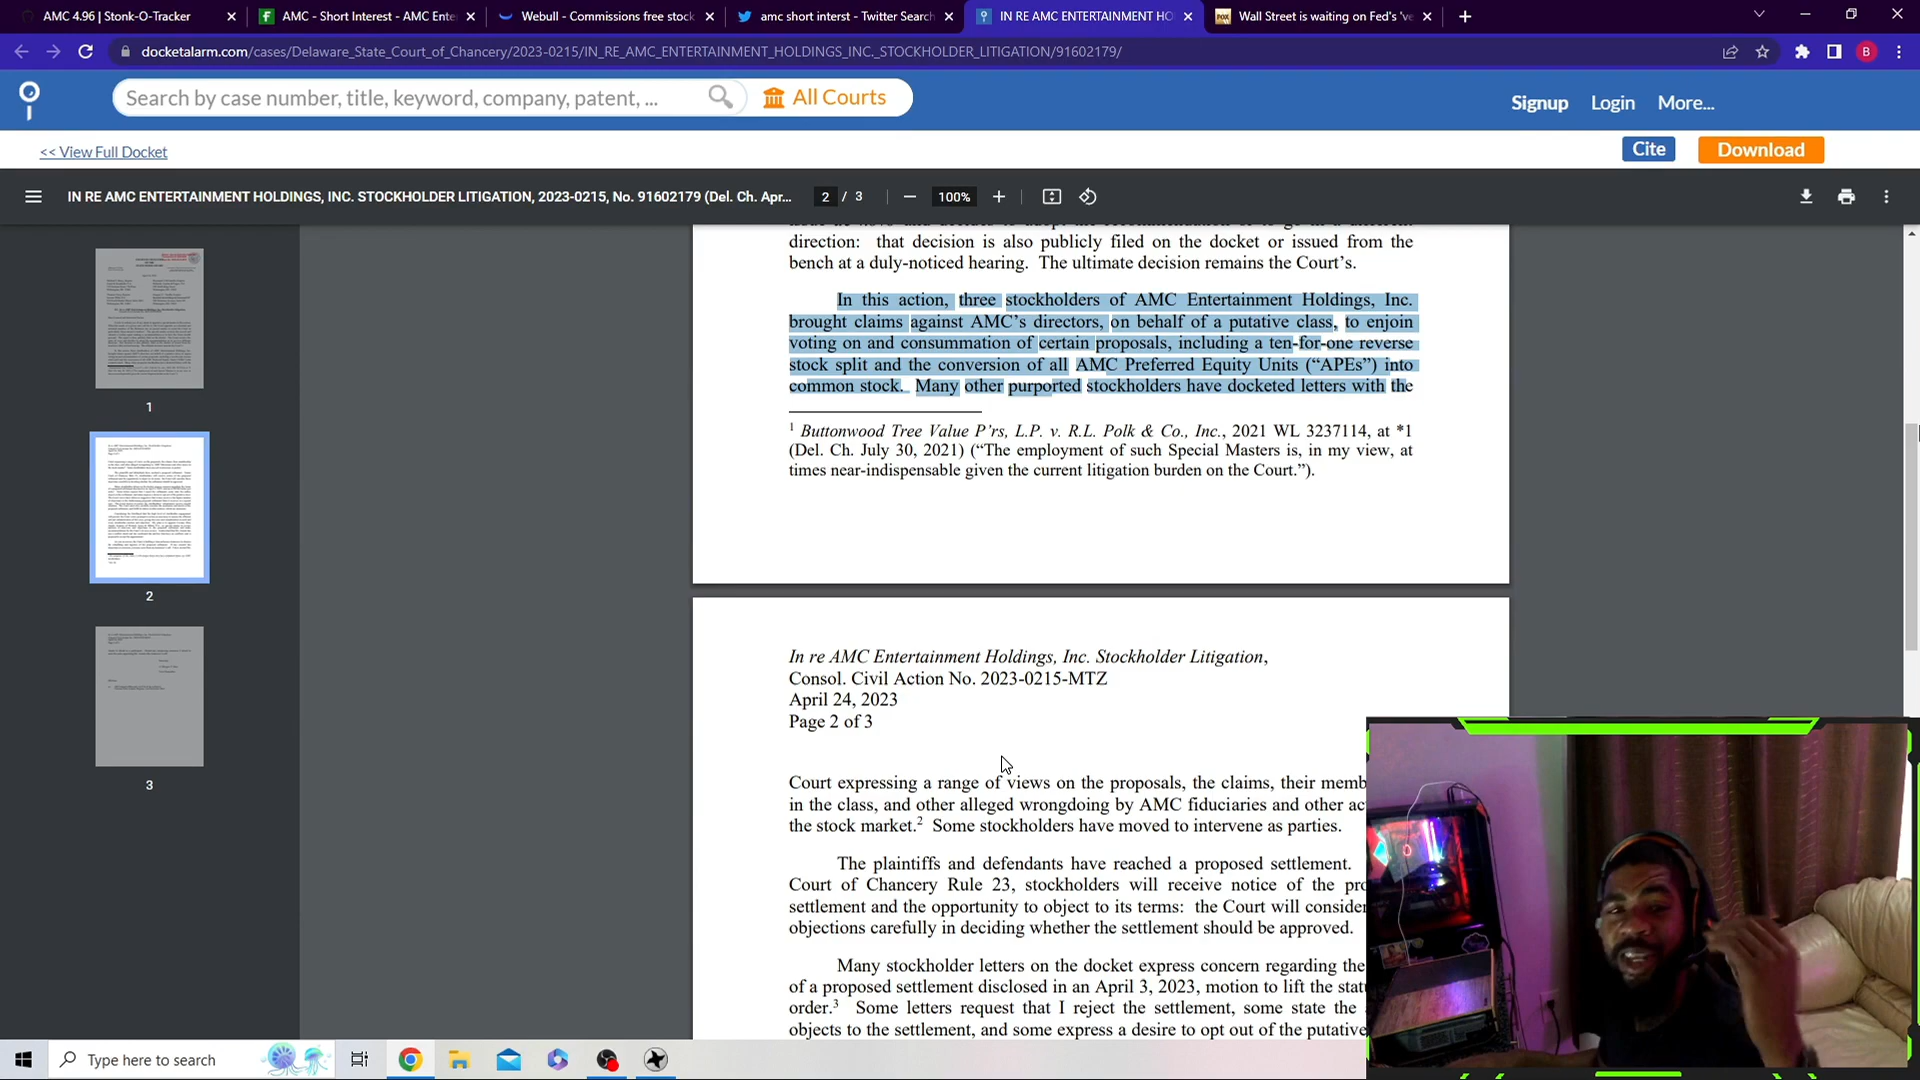 AMC 4.96 | Stonk-O-Tracker
AMC - Short Interest - AMC Ente
Webull - Commissions free stock
amc short interst - Twitter Search
IN RE AMC ENTERTAINMENT HO
Wall Street is waiting on Fed's 've
docketalarm.com/cases/Delaware_State_Court_of_Chancery/2023-0215/IN_RE_AMC_ENTERTAINMENT_HOLDINGS_INC._STOCKHOLDER_LITIGATION/91602179/
B
Search by case number, title, keyword, company, patent, ...
All Courts
Signup
Login
More...
<< View Full Docket
Cite
Download
IN RE AMC ENTERTAINMENT HOLDINGS, INC. STOCKHOLDER LITIGATION, 2023-0215, No. 91602179 (Del. Ch. Apr...
2 / 3
100%
1
2
3
direction: that decision is also publicly filed on the docket or issued from the
bench at a duly-noticed hearing. The ultimate decision remains the Court's.
In this action, three stockholders of AMC Entertainment Holdings, Inc.
brought claims against AMC's directors, on behalf of a putative class, to enjoin
voting on and consummation of certain proposals, including a ten-for-one reverse
stock split and the conversion of all AMC Preferred Equity Units ("APEs") into
common stock. Many other purported stockholders have docketed letters with the
1 Buttonwood Tree Value P'rs, L.P. v. R.L. Polk & Co., Inc., 2021 WL 3237114, at *1
(Del. Ch. July 30, 2021) ("The employment of such Special Masters is, in my view, at
times near-indispensable given the current litigation burden on the Court.").
In re AMC Entertainment Holdings, Inc. Stockholder Litigation,
Consol. Civil Action No. 2023-0215-MTZ
April 24, 2023
Page 2 of 3
Court expressing a range of views on the proposals, the claims, their memb
in the class, and other alleged wrongdoing by AMC fiduciaries and other ac
the stock market.2 Some stockholders have moved to intervene as parties.
The plaintiffs and defendants have reached a proposed settlement.
Court of Chancery Rule 23, stockholders will receive notice of the pro
settlement and the opportunity to object to its terms: the Court will consider
objections carefully in deciding whether the settlement should be approved.
Many stockholder letters on the docket express concern regarding the
of a proposed settlement disclosed in an April 3, 2023, motion to lift the stat
order.3 Some letters request that I reject the settlement, some state the
objects to the settlement, and some express a desire to opt out of the putative
Type here to search